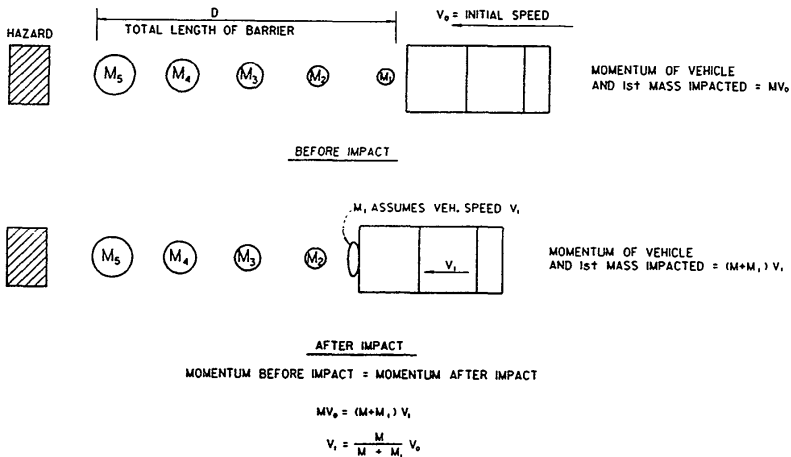 D
V₀ = INITIAL SPEED
TOTAL LENGTH OF BARRIER
HAZARD
M₅ M₄ M₃ M₂ M₁
MOMENTUM OF VEHICLE
AND 1st MASS IMPACTED = MV₀
BEFORE IMPACT
M₁ ASSUMES VEH. SPEED V₁
M₅ M₄ M₃ M₂
V₁
MOMENTUM OF VEHICLE
AND 1st MASS IMPACTED = (M+M₁) V₁
AFTER IMPACT
MOMENTUM BEFORE IMPACT = MOMENTUM AFTER IMPACT
MV₀ = (M+M₁) V₁
V₁ = M / (M + M₁) V₀